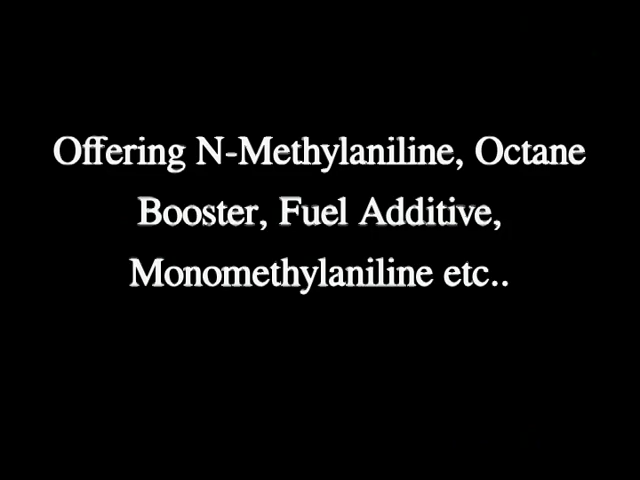 Offering N-Methylaniline, Octane
Booster, Fuel Additive,
Monomethylaniline etc..